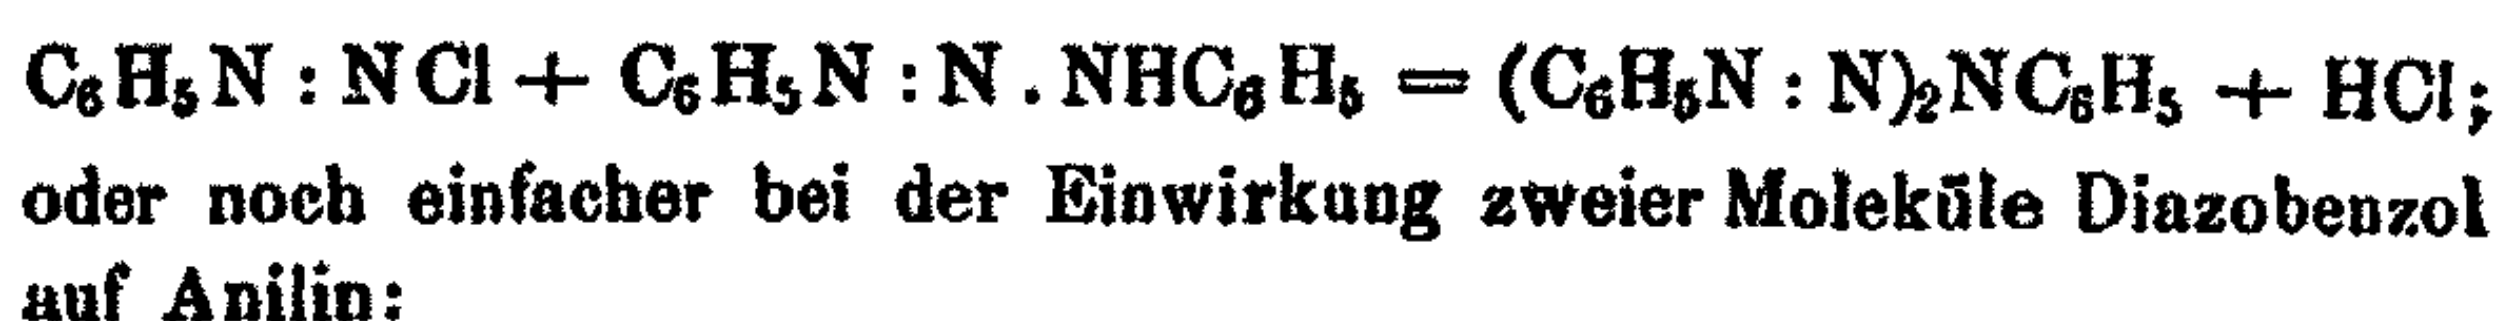 C₆H₅N : NCl + C₆H₅N : N . NHC₆H₅ = (C₆H₅N : N)₂NC₆H₅ + HCl;
oder noch einfacher bei der Einwirkung zweier Moleküle Diazobenzol
auf Anilin: